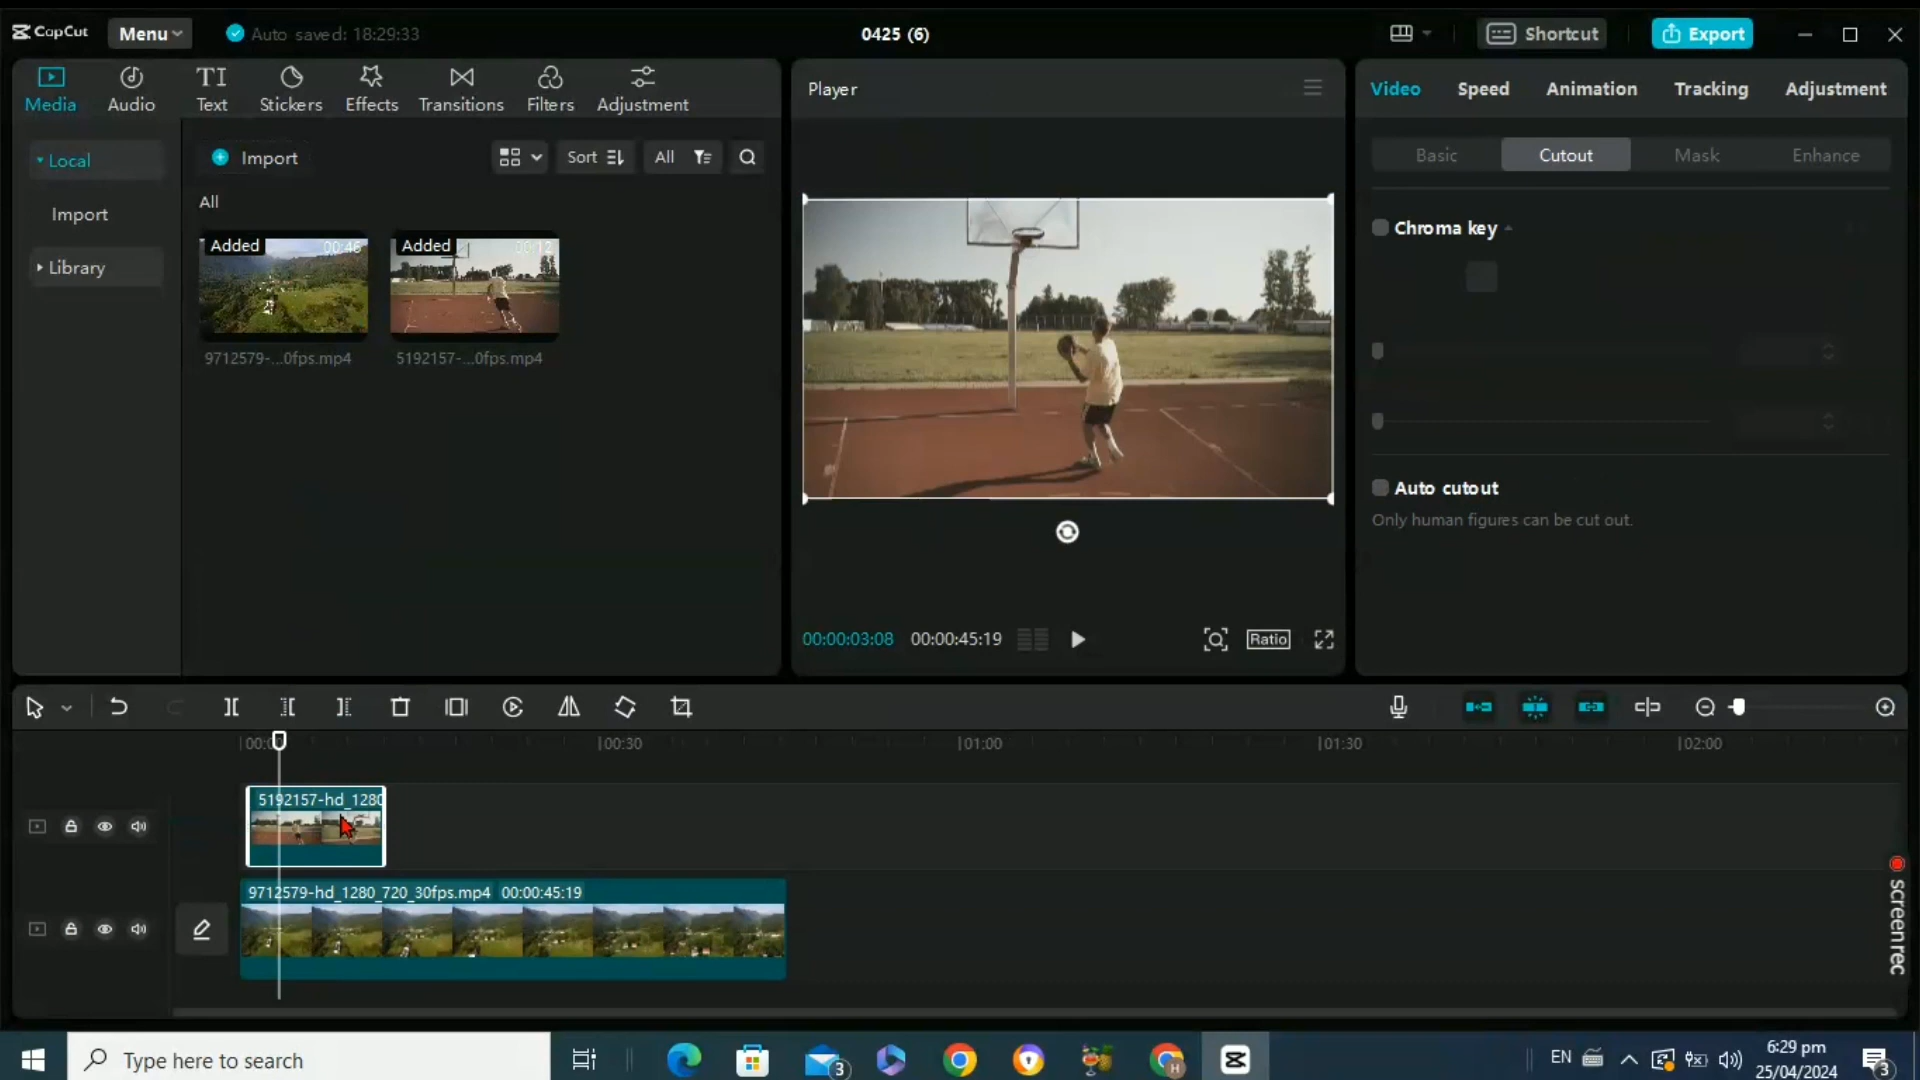 CapCut Menu Auto saved: 18:29:33 0425 (6) Shortcut Export
Media Audio Text Stickers Effects Transitions Filters Adjustment
Local
Import
Library
Import Sort All
All
Added 00:46
Added 00:12
9712579-...0fps.mp4 5192157-...0fps.mp4
Player
00:00:03:08 00:00:45:19 Ratio
Video Speed Animation Tracking Adjustment
Basic Cutout Mask Enhance
Chroma key
Auto cutout
Only human figures can be cut out.
00:30 01:00 01:30 02:00
5192157-hd_1280
9712579-hd_1280_720_30fps.mp4 00:00:45:19
screenrec
Type here to search
3
H
EN
6:29 pm
25/04/2024
3